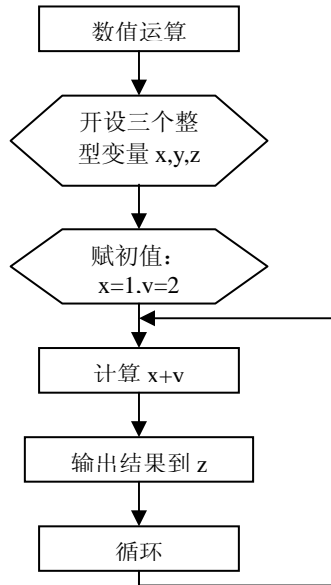 数值运算
开设三个整
型变量 x,y,z
赋初值：
x=1,y=2
计算 x+y
输出结果到 z
循环